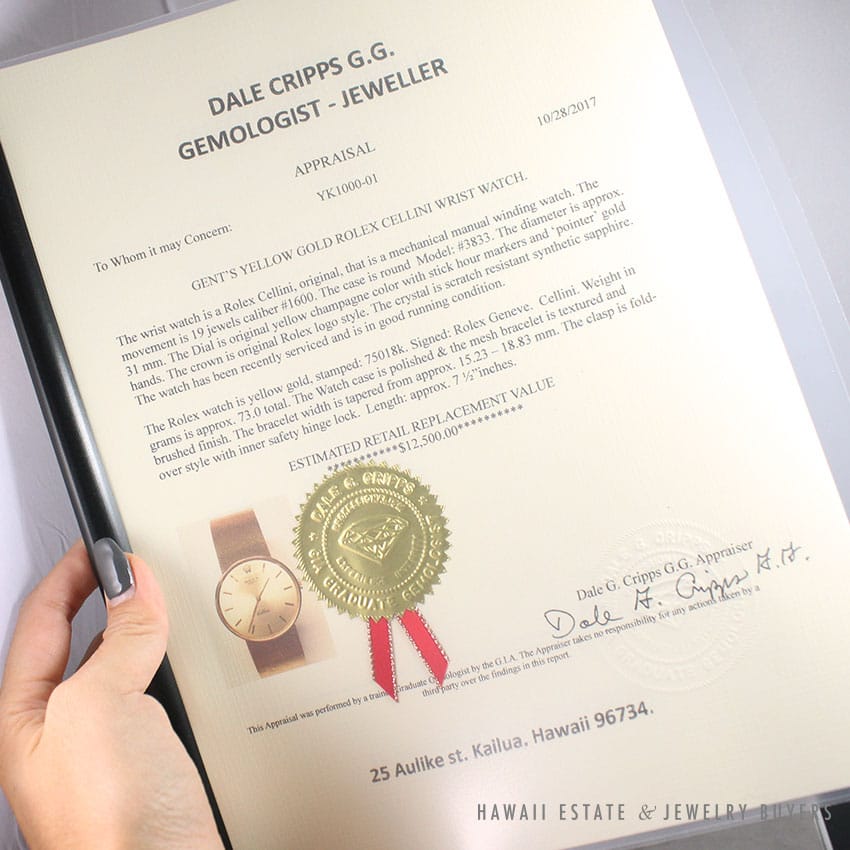 DALE CRIPPS G.G.
GEMOLOGIST - JEWELLER
10/28/2017
APPRAISAL
YK1000-01
To Whom it may Concern:
GENT'S YELLOW GOLD ROLEX CELLINI WRIST WATCH.
The wrist watch is a Rolex Cellini, original, that is a mechanical manual winding watch. The
movement is 19 jewels caliber #1600. The case is round Model: #3833. The diameter is approx.
31 mm. The Dial is original yellow champagne color with stick hour markers and 'pointer' gold
hands. The crown is original Rolex logo style. The crystal is scratch resistant synthetic sapphire.
The watch has been recently serviced and is in good running condition.
The Rolex watch is yellow gold, stamped: 75018k. Signed: Rolex Geneve. Cellini. Weight in
grams is approx. 73.0 total. The Watch case is polished & the mesh bracelet is textured and
brushed finish. The bracelet width is tapered from approx. 15.23 – 18.83 mm. The clasp is fold-
over style with inner safety hinge lock. Length: approx. 7 ½"inches.
ESTIMATED RETAIL REPLACEMENT VALUE
**********$12,500.00**********
DALE G. CRIPPS
PROFESSIONAL
GIA GRADUATE GEMOLOGIST
Dale G. Cripps G.G. Appraiser
Dale G. Cripps G.G.
This Appraisal was performed by a Graduate by the G.I.A. The Appraiser takes no responsibility for any actions taken by a
third party over the findings in this report.
DALE G. CRIPPS
GRADUATE
25 Aulike st. Kailua, Hawaii 96734.
HAWAII ESTATE & JEWELRY BUYERS